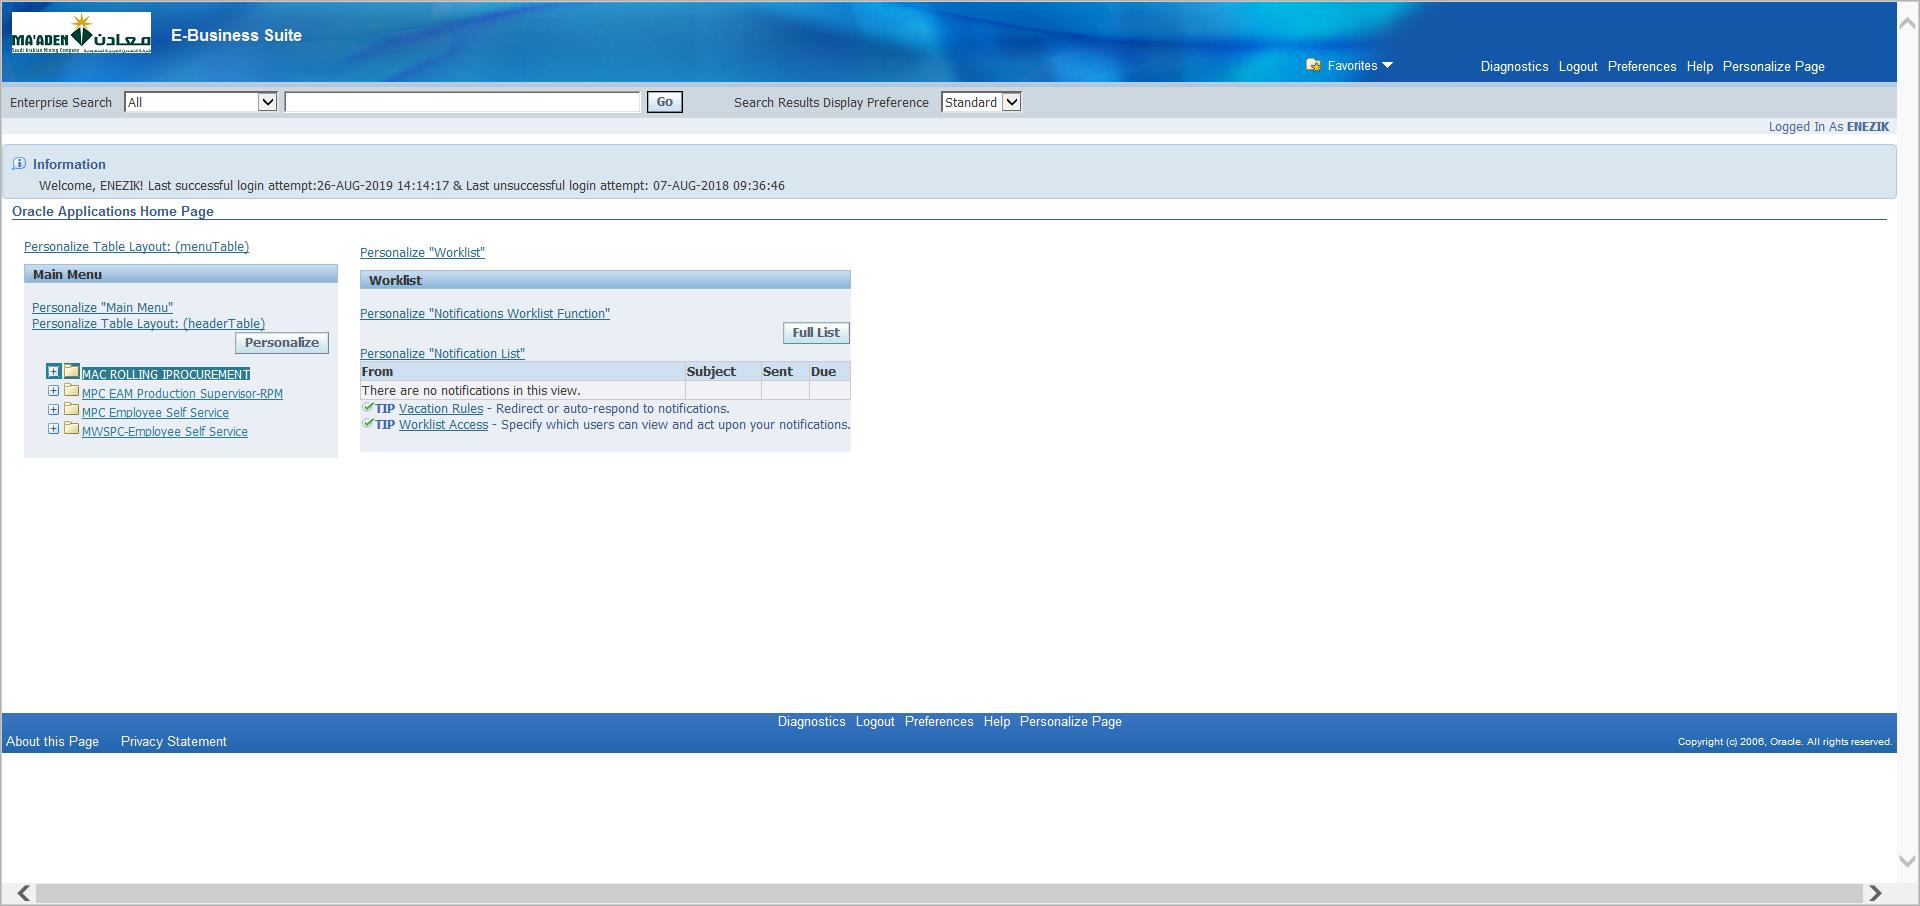 MA'ADEN معادن
Saudi Arabian Mining Company
E-Business Suite
Favorites
Diagnostics Logout Preferences Help Personalize Page
Enterprise Search All Go Search Results Display Preference Standard
Logged In As ENEZIK
Information
Welcome, ENEZIK! Last successful login attempt:26-AUG-2019 14:14:17 & Last unsuccessful login attempt: 07-AUG-2018 09:36:46
Oracle Applications Home Page
Personalize Table Layout: (menuTable)
Main Menu
Personalize "Main Menu"
Personalize Table Layout: (headerTable)
Personalize
MAC ROLLING IPROCUREMENT
MPC EAM Production Supervisor-RPM
MPC Employee Self Service
MWSPC-Employee Self Service
Personalize "Worklist"
Worklist
Personalize "Notifications Worklist Function"
Full List
Personalize "Notification List"
From Subject Sent Due
There are no notifications in this view.
TIP Vacation Rules - Redirect or auto-respond to notifications.
TIP Worklist Access - Specify which users can view and act upon your notifications.
Diagnostics Logout Preferences Help Personalize Page
About this Page Privacy Statement
Copyright (c) 2006, Oracle. All rights reserved.